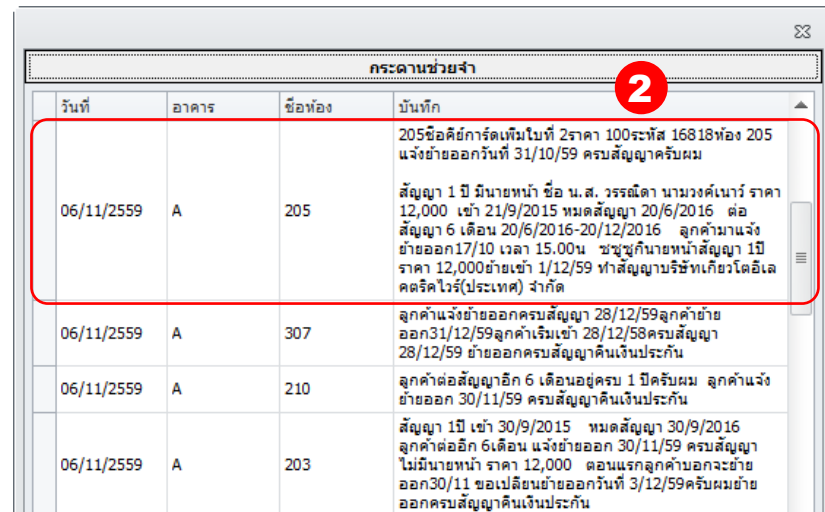 กระดานช่วยจำ
2
วันที่ อาคาร ชื่อห้อง บันทึก
205ซื้อคีย์การ์ดเพิ่มใบที่ 2ราคา 100รหัส 16818ห้อง 205
แจ้งย้ายออกวันที่ 31/10/59 ครบสัญญาครับผม
สัญญา 1 ปี มีนายหน้า ชื่อ น.ส. วรรณิดา นามวงค์เนาว์ ราคา
06/11/2559 A 205 12,000 เข้า 21/9/2015 หมดสัญญา 20/6/2016 ต่อ
สัญญา 6 เดือน 20/6/2016-20/12/2016 ลูกค้ามาแจ้ง
ย้ายออก17/10 เวลา 15.00น ซซูซูกินายหน้าสัญญา 1ปี
ราคา 12,000ย้ายเข้า 1/12/59 ทำสัญญาบริษัทเกียวโตอีเล
คตริคไวร์(ประเทศ) จำกัด
ลูกค้าแจ้งย้ายออกครบสัญญา 28/12/59ลูกค้าย้าย
06/11/2559 A 307 ออก31/12/59ลูกค้าเริ่มเข้า 28/12/58ครบสัญญา
28/12/59 ย้ายออกครบสัญญาคืนเงินประกัน
06/11/2559 A 210 ลูกค้าต่อสัญญาอีก 6 เดือนอยู่ครบ 1 ปีครับผม ลูกค้าแจ้ง
ย้ายออก 30/11/59 ครบสัญญาคืนเงินประกัน
สัญญา 1ปี เข้า 30/9/2015 หมดสัญญา 30/9/2016
ลูกค้าต่ออีก 6เดือน แจ้งย้ายออก 30/11/59 ครบสัญญา
06/11/2559 A 203 ไม่มีนายหน้า ราคา 12,000 ตอนแรกลูกค้าบอกจะย้าย
ออก30/11 ขอเปลี่ยนย้ายออกวันที่ 3/12/59ครับผมย้าย
ออกครบสัญญาคืนเงินประกัน